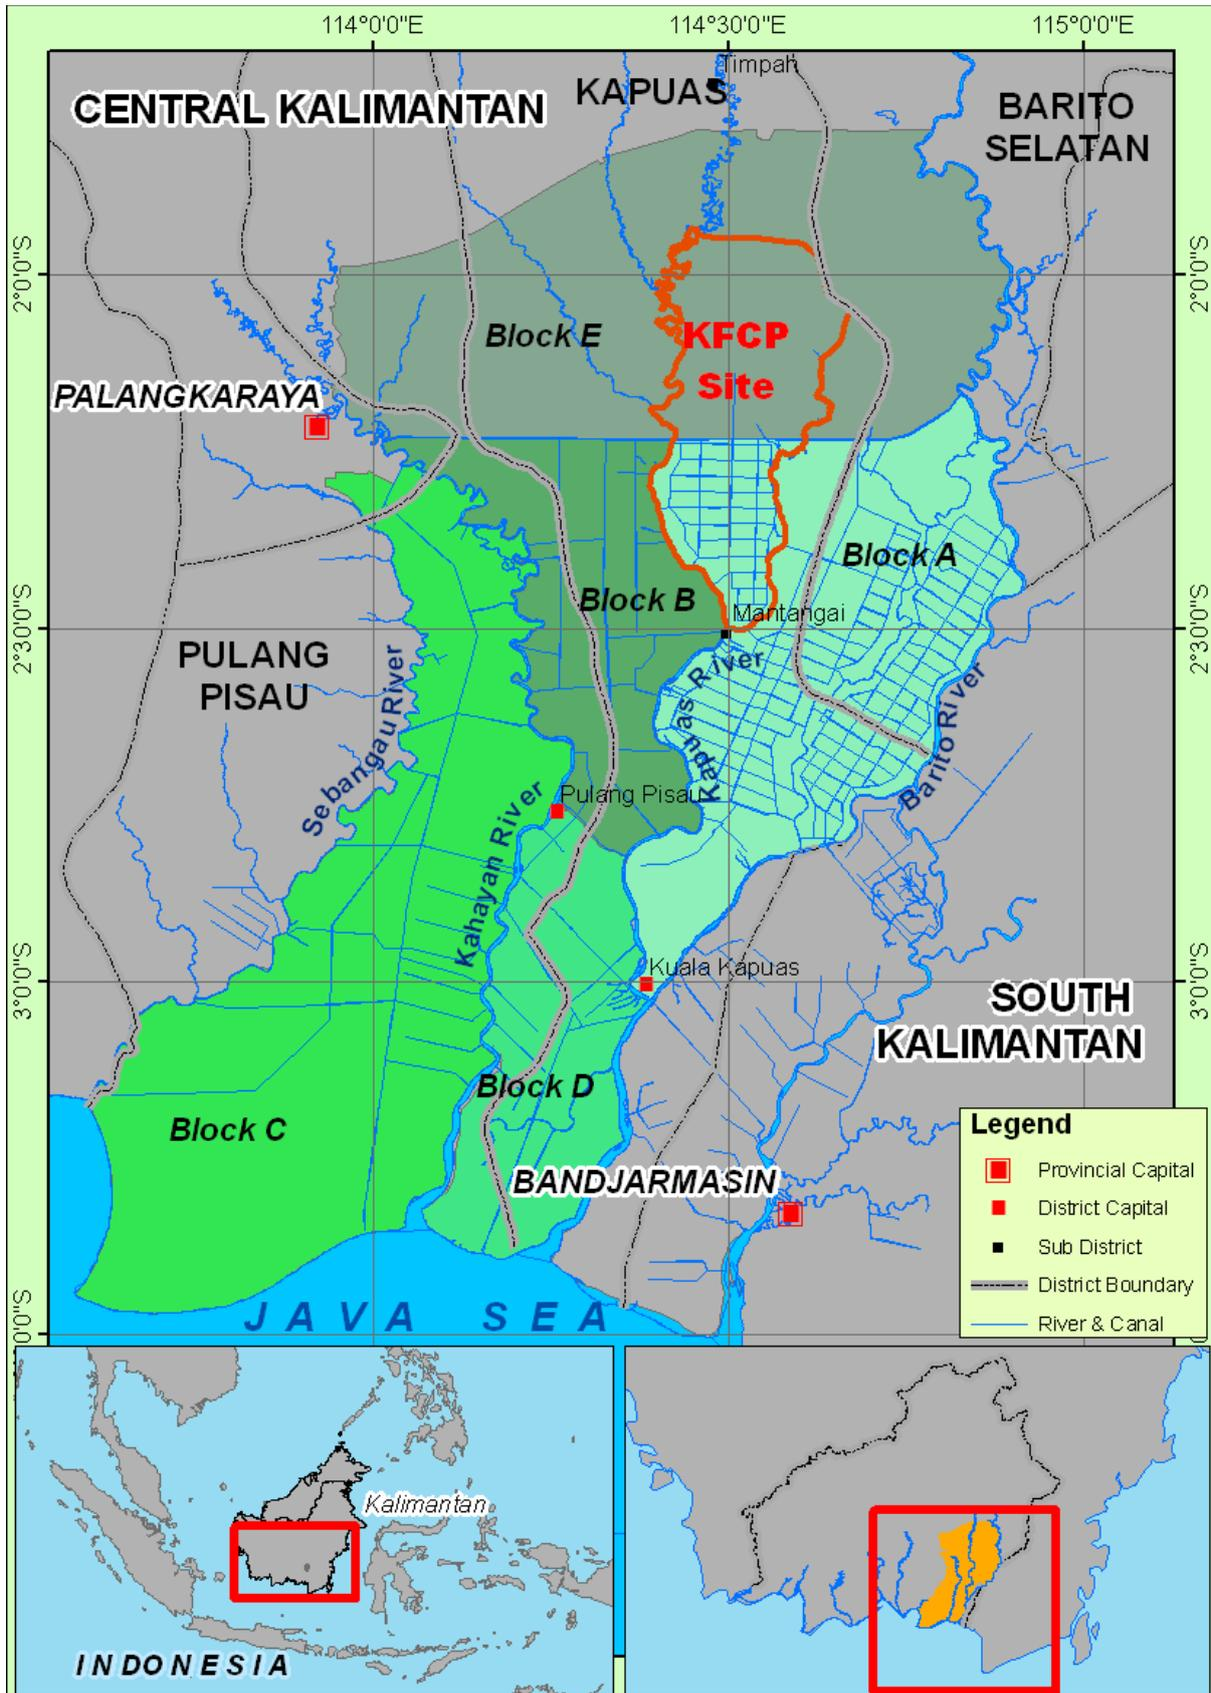 114°0'0"E
114°30'0"E
115°0'0"E
Timpah
KAPUAS
CENTRAL KALIMANTAN
BARITO
SELATAN
2°0'0"S
2°0'0"S
Block E
KFCP
Site
PALANGKARAYA
Block A
Block B
Mantangai
2°30'0"S
2°30'0"S
PULANG
PISAU
Sebangau River
Kapuas River
Barito River
Pulang Pisau
Kahayan River
Kuala Kapuas
3°0'0"S
3°0'0"S
SOUTH
KALIMANTAN
Block D
Block C
BANDJARMASIN
Legend
Provincial Capital
District Capital
Sub District
District Boundary
River & Canal
JAVA SEA
Kalimantan
INDONESIA